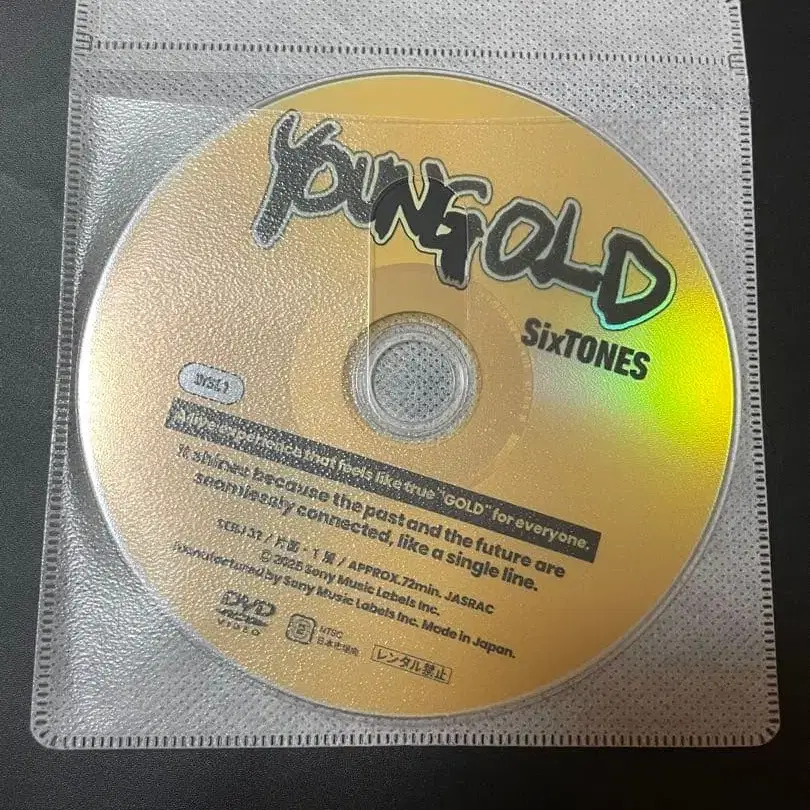 YOUNG OLD
SixTONES
DISC 1
that feels like true "GOLD" for everyone.
It shines because the past and the future are
seamlessly connected, like a single line.
SEBJ 32 / 片面・1層 / APPROX.72min. JASRAC
© 2025 Sony Music Labels Inc.
Manufactured by Sony Music Labels Inc. Made in Japan.
DVD
VIDEO
2
NTSC
日本市場向
レンタル禁止